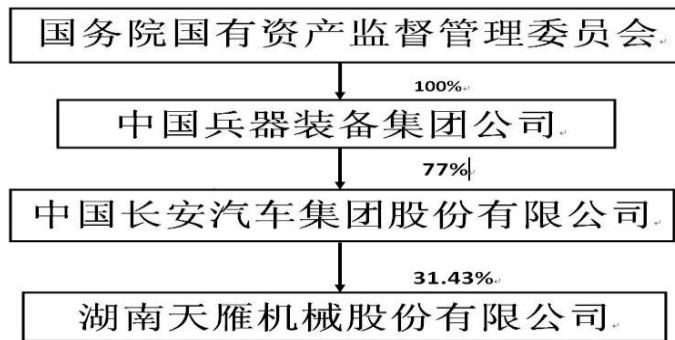 国务院国有资产监督管理委员会
100%
中国兵器装备集团公司
77%
中国长安汽车集团股份有限公司
31.43%
湖南天雁机械股份有限公司